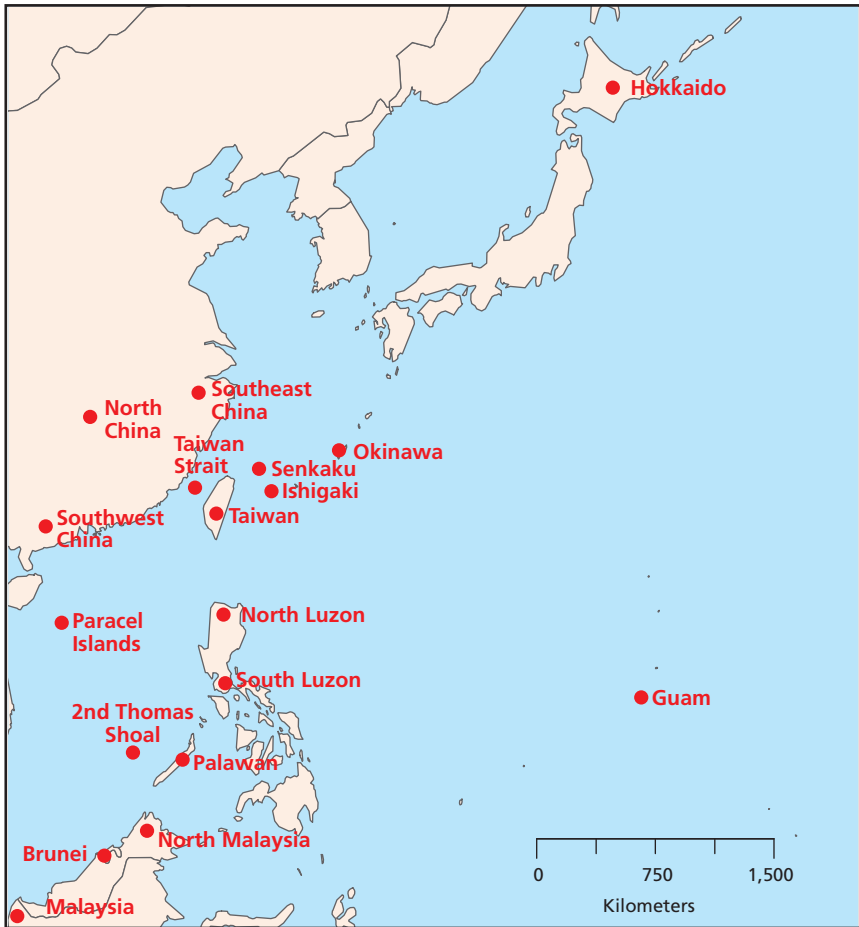 Hokkaido
Southeast
China
North
China
Taiwan
Strait
Okinawa
Senkaku
Ishigaki
Taiwan
Southwest
China
North Luzon
Paracel
Islands
South Luzon
Guam
2nd Thomas
Shoal
Palawan
North Malaysia
Brunei
Malaysia
0 750 1,500
Kilometers